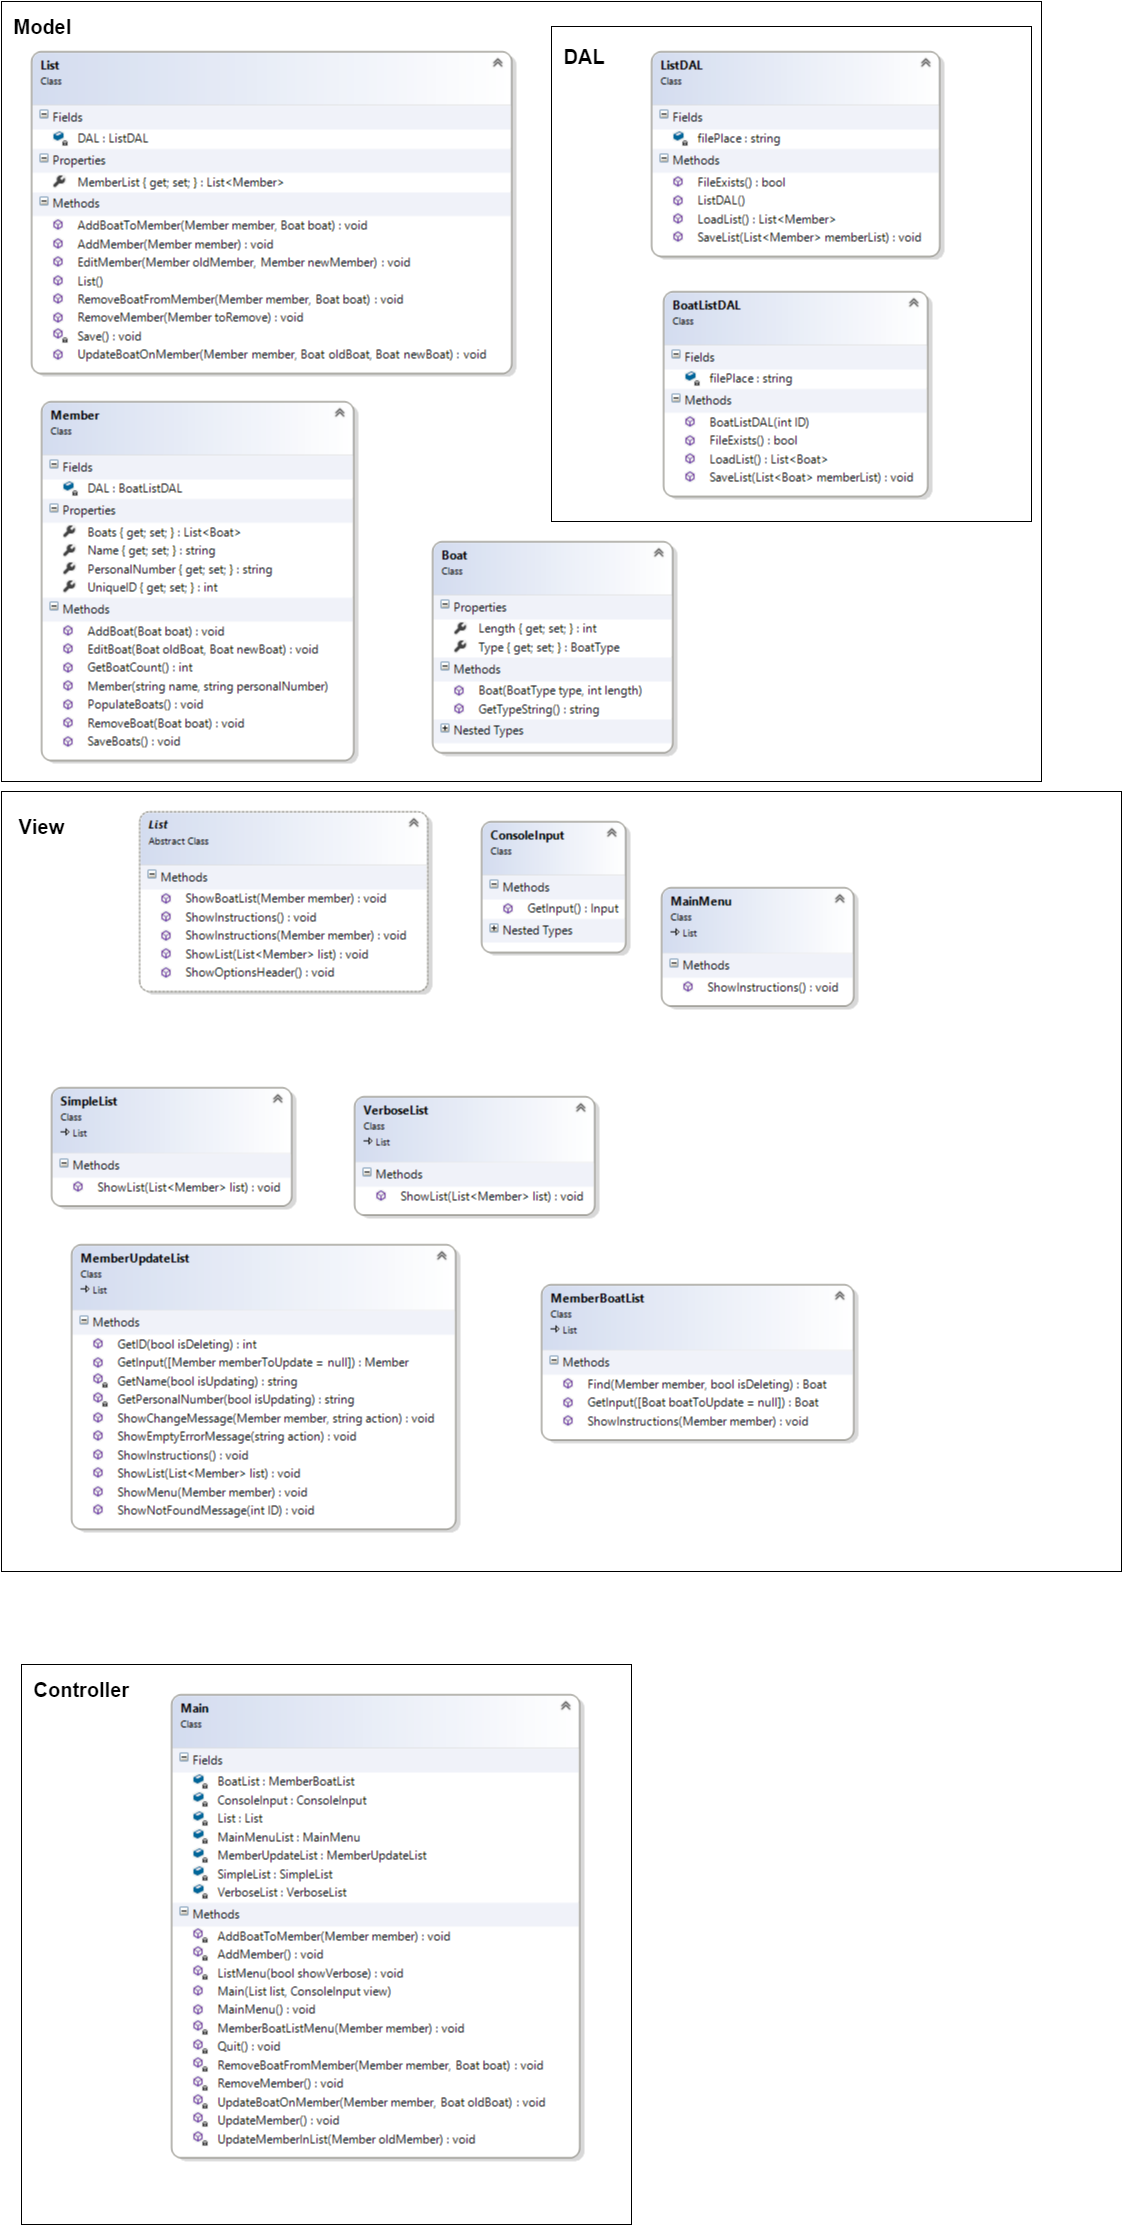 Model
List
Class
Fields
DAL : ListDAL
Properties
MemberList { get; set; } : List<Member>
Methods
AddBoatToMember(Member member, Boat boat) : void
AddMember(Member member) : void
EditMember(Member oldMember, Member newMember) : void
List()
RemoveBoatFromMember(Member member, Boat boat) : void
RemoveMember(Member toRemove) : void
Save() : void
UpdateBoatOnMember(Member member, Boat oldBoat, Boat newBoat) : void
DAL
ListDAL
Class
Fields
filePlace : string
Methods
FileExists() : bool
ListDAL()
LoadList() : List<Member>
SaveList(List<Member> memberList) : void
BoatListDAL
Class
Fields
filePlace : string
Methods
BoatListDAL(int ID)
FileExists() : bool
LoadList() : List<Boat>
SaveList(List<Boat> memberList) : void
Member
Class
Fields
DAL : BoatListDAL
Properties
Boats { get; set; } : List<Boat>
Name { get; set; } : string
PersonalNumber { get; set; } : string
UniqueID { get; set; } : int
Methods
AddBoat(Boat boat) : void
EditBoat(Boat oldBoat, Boat newBoat) : void
GetBoatCount() : int
Member(string name, string personalNumber)
PopulateBoats() : void
RemoveBoat(Boat boat) : void
SaveBoats() : void
Boat
Class
Properties
Length { get; set; } : int
Type { get; set; } : BoatType
Methods
Boat(BoatType type, int length)
GetTypeString() : string
Nested Types
View
List
Abstract Class
Methods
ShowBoatList(Member member) : void
ShowInstructions() : void
ShowInstructions(Member member) : void
ShowList(List<Member> list) : void
ShowOptionsHeader() : void
ConsoleInput
Class
Methods
GetInput() : Input
Nested Types
MainMenu
Class
List
Methods
ShowInstructions() : void
SimpleList
Class
List
Methods
ShowList(List<Member> list) : void
VerboseList
Class
List
Methods
ShowList(List<Member> list) : void
MemberUpdateList
Class
List
Methods
GetID(bool isDeleting) : int
GetInput([Member memberToUpdate = null]) : Member
GetName(bool isUpdating) : string
GetPersonalNumber(bool isUpdating) : string
ShowChangeMessage(Member member, string action) : void
ShowEmptyErrorMessage(string action) : void
ShowInstructions() : void
ShowList(List<Member> list) : void
ShowMenu(Member member) : void
ShowNotFoundMessage(int ID) : void
MemberBoatList
Class
List
Methods
Find(Member member, bool isDeleting) : Boat
GetInput([Boat boatToUpdate = null]) : Boat
ShowInstructions(Member member) : void
Controller
Main
Class
Fields
BoatList : MemberBoatList
ConsoleInput : ConsoleInput
List : List
MainMenuList : MainMenu
MemberUpdateList : MemberUpdateList
SimpleList : SimpleList
VerboseList : VerboseList
Methods
AddBoatToMember(Member member) : void
AddMember() : void
ListMenu(bool showVerbose) : void
Main(List list, ConsoleInput view)
MainMenu() : void
MemberBoatListMenu(Member member) : void
Quit() : void
RemoveBoatFromMember(Member member, Boat boat) : void
RemoveMember() : void
UpdateBoatOnMember(Member member, Boat oldBoat) : void
UpdateMember() : void
UpdateMemberInList(Member oldMember) : void